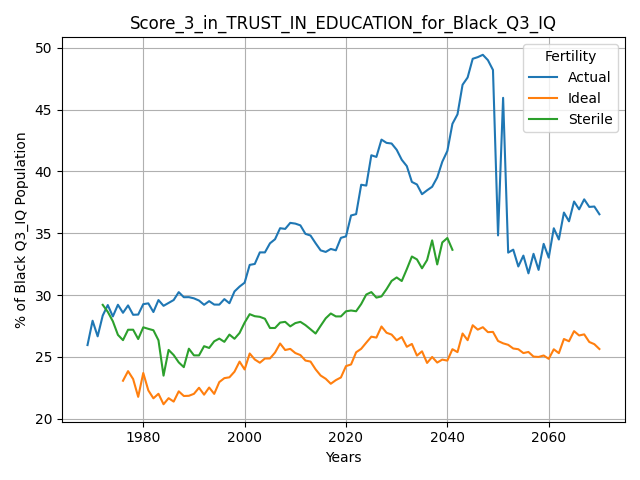 Score_3_in_TRUST_IN_EDUCATION_for_Black_Q3_IQ
% of Black Q3_IQ Population
50
45
40
35
30
25
20
Fertility
Actual
Ideal
Sterile
1980 2000 2020 2040 2060
Years